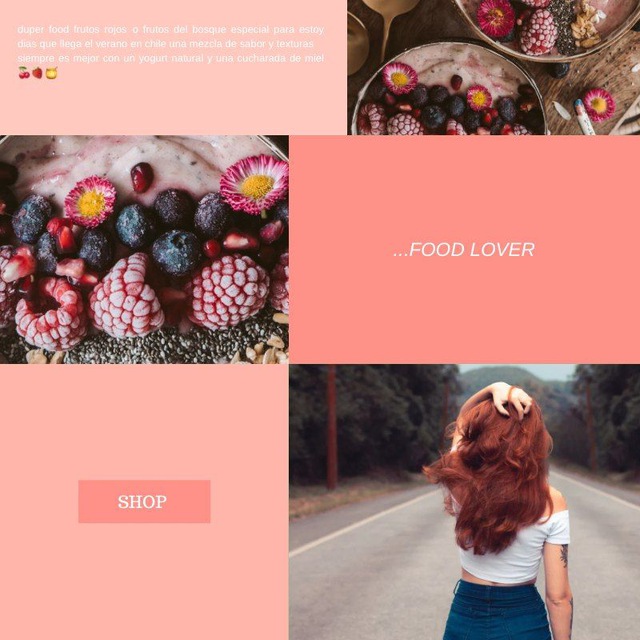 duper food frutos rojos o frutos del bosque especial para estoy
dias que llega el verano en chile una mezcla de sabor y texturas
siempre es mejor con un yogurt natural y una cucharada de miel
🍒🍓🍯
...FOOD LOVER
SHOP